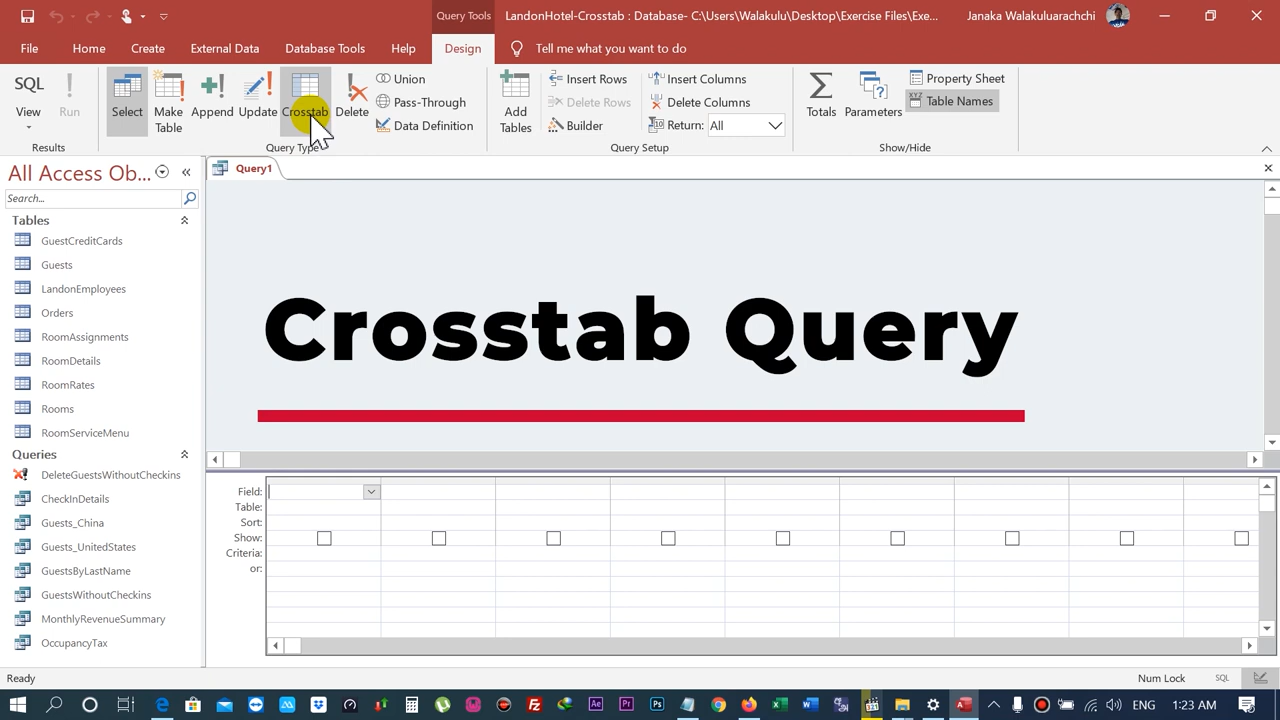 Query Tools
LandonHotel-Crosstab : Database- C:\Users\Walakulu\Desktop\Exercise Files\Exe...
Janaka Walakuluarachchi
File
Home
Create
External Data
Database Tools
Help
Design
Tell me what you want to do
SQL
View
Run
Select
Make Table
Append
Update
Crosstab
Delete
Union
Pass-Through
Data Definition
Add Tables
Insert Rows
Delete Rows
Builder
Insert Columns
Delete Columns
Return: All
Totals
Parameters
Property Sheet
XYZ
Table Names
Results
Query Type
Query Setup
Show/Hide
All Access Ob...
Search...
Tables
GuestCreditCards
Guests
LandonEmployees
Orders
RoomAssignments
RoomDetails
RoomRates
Rooms
RoomServiceMenu
Queries
DeleteGuestsWithoutCheckins
CheckInDetails
Guests_China
Guests_UnitedStates
GuestsByLastName
GuestsWithoutCheckins
MonthlyRevenueSummary
OccupancyTax
Query1
Crosstab Query
Field:
Table:
Sort:
Show:
Criteria:
or:
Ready
Num Lock
SQL
ENG
1:23 AM